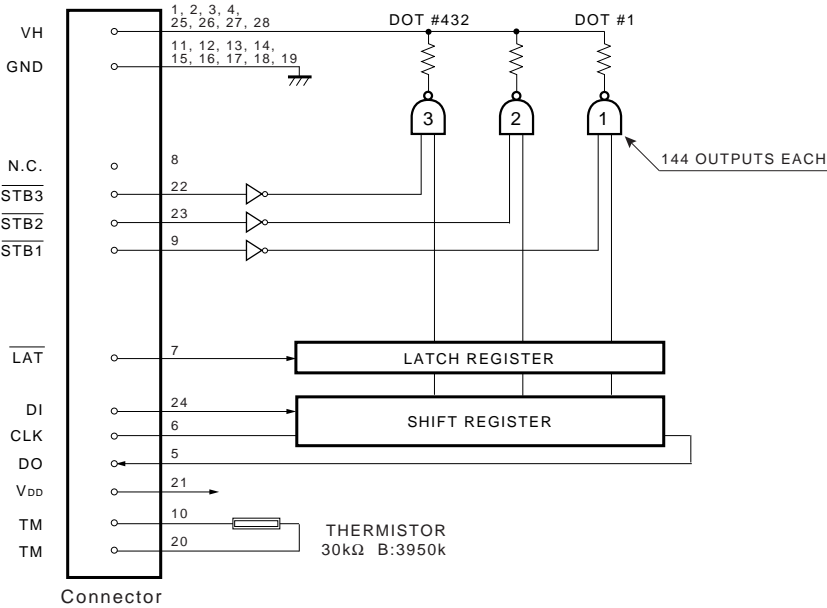 1, 2, 3, 4,
VH 25, 26, 27, 28 DOT #432 DOT #1
11, 12, 13, 14,
GND 15, 16, 17, 18, 19
3 2 1
144 OUTPUTS EACH
N.C. 8
STB3 22
STB2 23
STB1 9
LAT 7 LATCH REGISTER
DI 24
SHIFT REGISTER
CLK 6
DO 5
VDD 21
TM 10
THERMISTOR
30kΩ B:3950k
TM 20
Connector